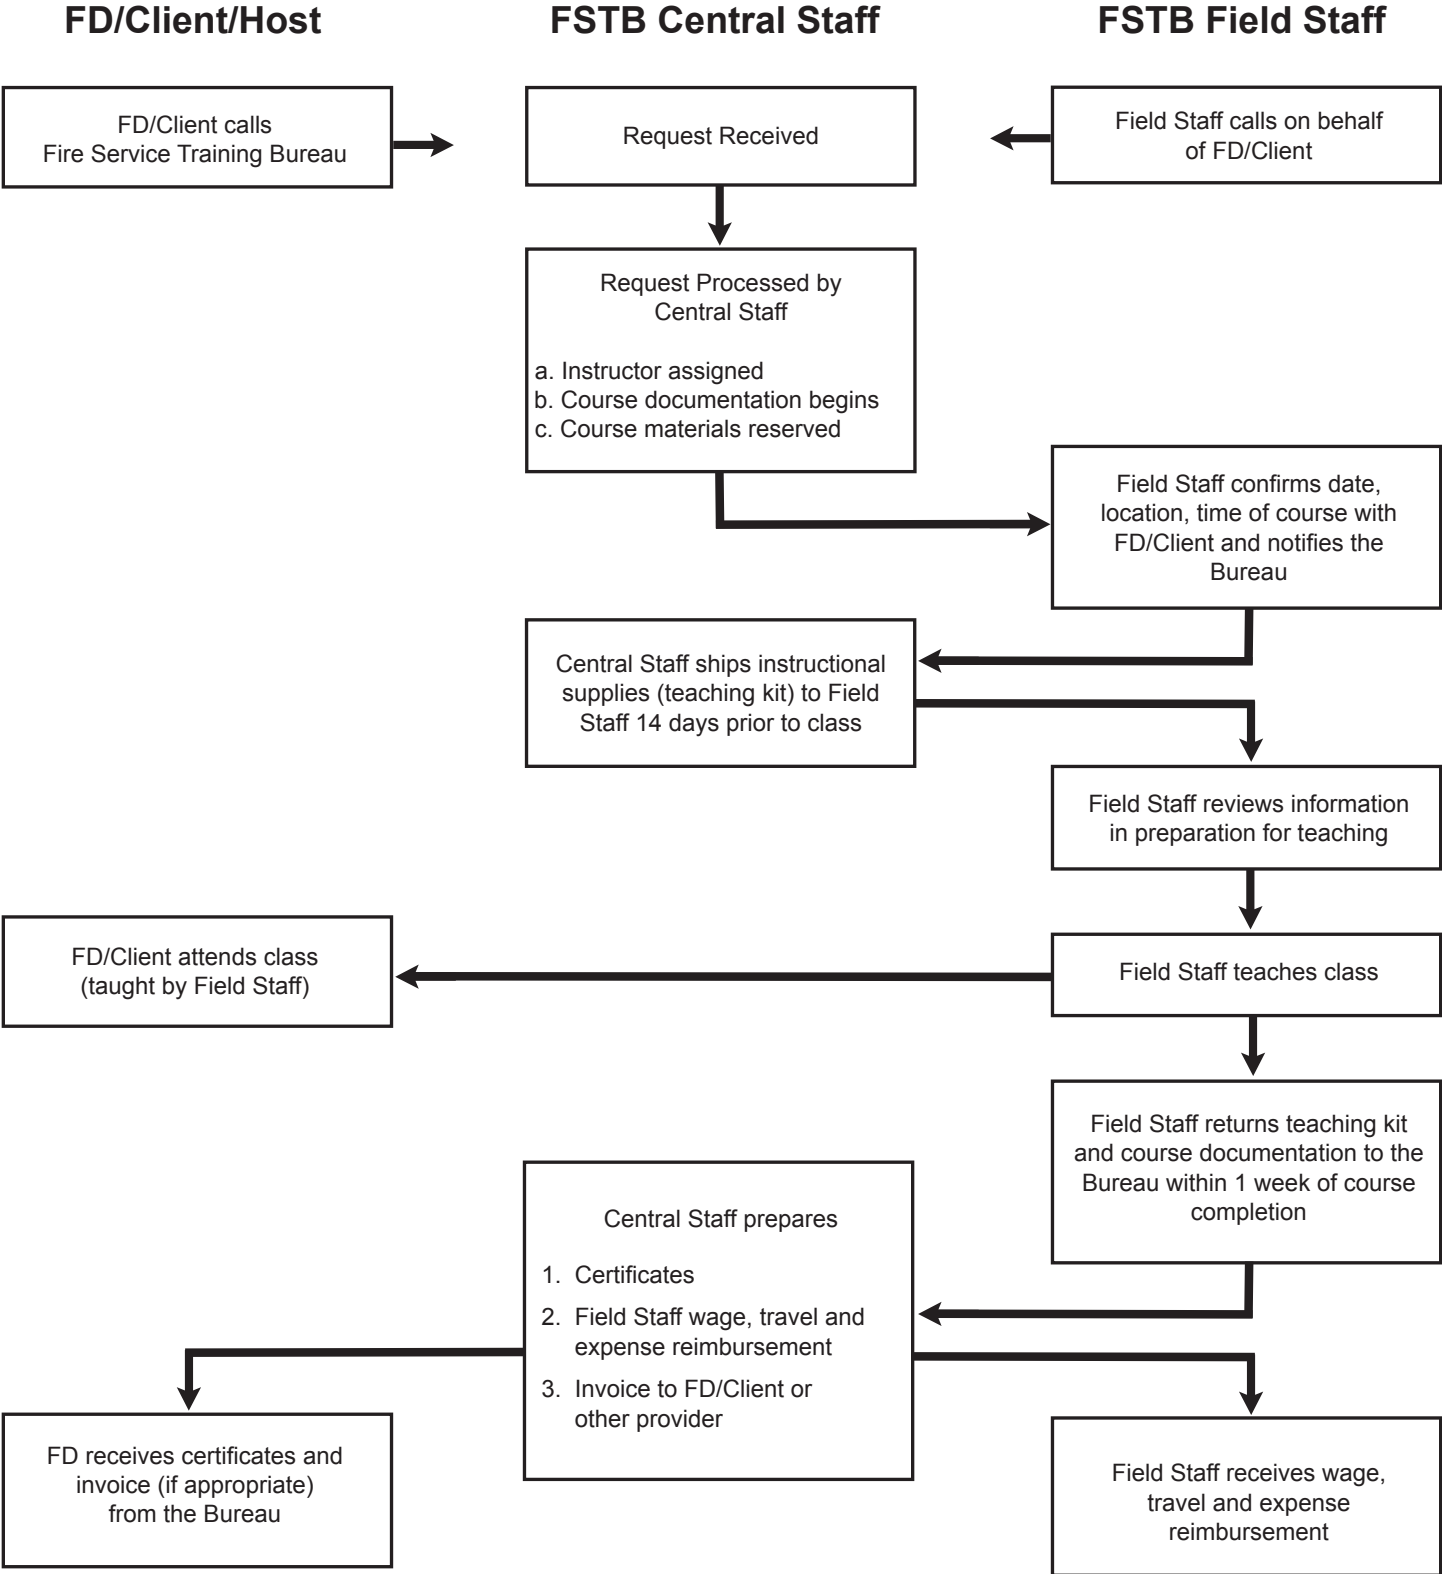 FD/Client/Host
FSTB Central Staff
FSTB Field Staff
FD/Client calls
Fire Service Training Bureau
Request Received
Field Staff calls on behalf
of FD/Client
Request Processed by
Central Staff
a. Instructor assigned
b. Course documentation begins
c. Course materials reserved
Field Staff confirms date,
location, time of course with
FD/Client and notifies the
Bureau
Central Staff ships instructional
supplies (teaching kit) to Field
Staff 14 days prior to class
Field Staff reviews information
in preparation for teaching
FD/Client attends class
(taught by Field Staff)
Field Staff teaches class
Field Staff returns teaching kit
and course documentation to the
Bureau within 1 week of course
completion
Central Staff prepares
1. Certificates
2. Field Staff wage, travel and
expense reimbursement
3. Invoice to FD/Client or
other provider
FD receives certificates and
invoice (if appropriate)
from the Bureau
Field Staff receives wage,
travel and expense
reimbursement